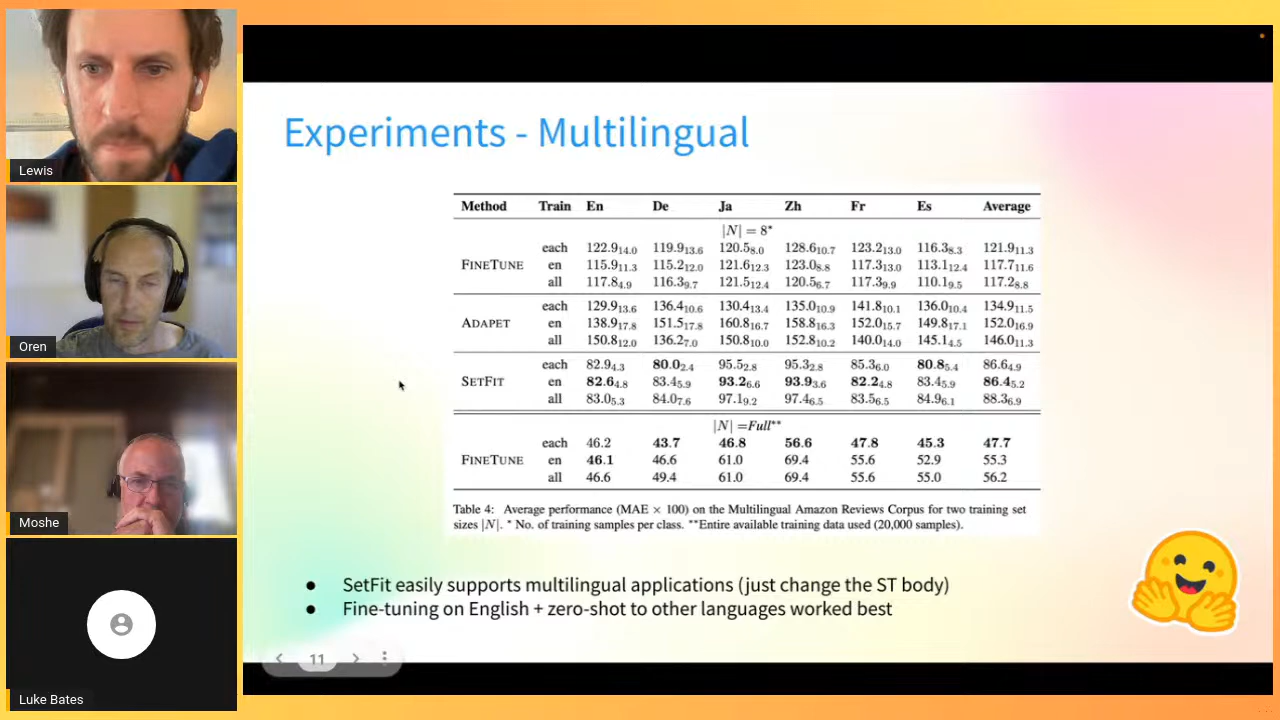 Lewis
Oren
Moshe
Luke Bates
Experiments - Multilingual
Method Train En De Ja Zh Fr Es Average
|N| = 8*
each 122.9 14.0 119.9 13.6 120.5 8.0 128.6 10.7 123.2 13.0 116.3 8.3 121.9 11.3
FINETUNE en 115.9 11.3 115.2 12.0 121.6 12.3 123.0 8.8 117.3 13.0 113.1 12.4 117.7 11.6
all 117.8 4.9 116.3 9.7 121.5 12.4 120.5 6.7 117.3 9.9 110.1 9.5 117.2 8.8
each 129.9 13.6 136.4 10.6 130.4 13.4 135.0 10.9 141.8 10.1 136.0 10.4 134.9 11.5
ADAPET en 138.9 17.8 151.5 17.8 160.8 16.7 158.8 16.3 152.0 15.7 149.8 17.1 152.0 16.9
all 150.8 12.0 136.2 7.0 150.8 10.0 152.8 10.2 140.0 14.0 145.1 4.5 146.0 11.3
each 82.9 4.3 80.0 2.4 95.5 2.8 95.3 2.8 85.3 6.0 80.8 5.4 86.6 4.9
SETFIT en 82.6 4.8 83.4 5.9 93.2 6.6 93.9 3.6 82.2 4.8 83.4 5.9 86.4 5.2
all 83.0 5.3 84.0 7.6 97.1 9.2 97.4 6.5 83.5 6.5 84.9 6.1 88.3 6.9
|N| =Full**
each 46.2 43.7 46.8 56.6 47.8 45.3 47.7
FINETUNE en 46.1 46.6 61.0 69.4 55.6 52.9 55.3
all 46.6 49.4 61.0 69.4 55.6 55.0 56.2
Table 4: Average performance (MAE × 100) on the Multilingual Amazon Reviews Corpus for two training set
sizes |N|. * No. of training samples per class. **Entire available training data used (20,000 samples).
● SetFit easily supports multilingual applications (just change the ST body)
● Fine-tuning on English + zero-shot to other languages worked best
11